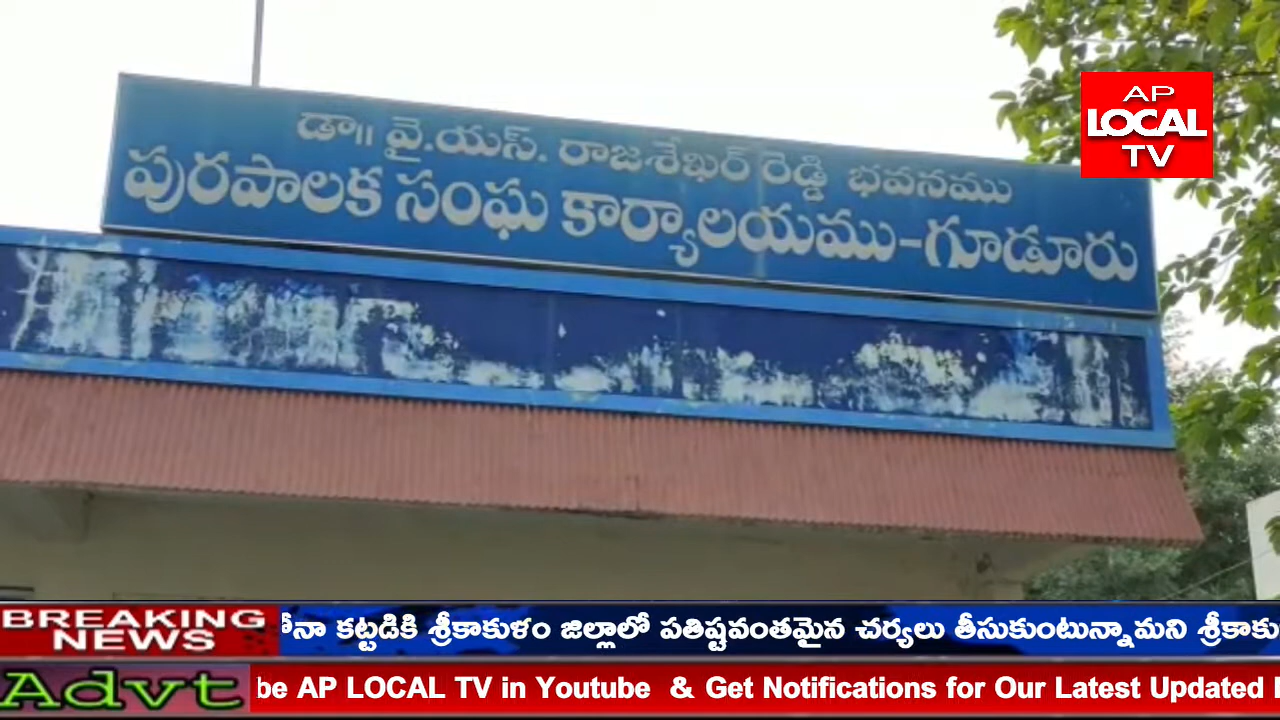 AP
LOCAL
TV
డా॥ వై.యస్. రాజశేఖర్ రెడ్డి భవనము
పురపాలక సంఘ కార్యాలయము-గూడూరు
BREAKING
NEWS
కట్టడికి శ్రీకాకుళం జిల్లాలో పతిష్టవంతమైన చర్యలు తీసుకుంటున్నామని
Advt
be AP LOCAL TV in Youtube & Get Notifications for Our Latest Updated